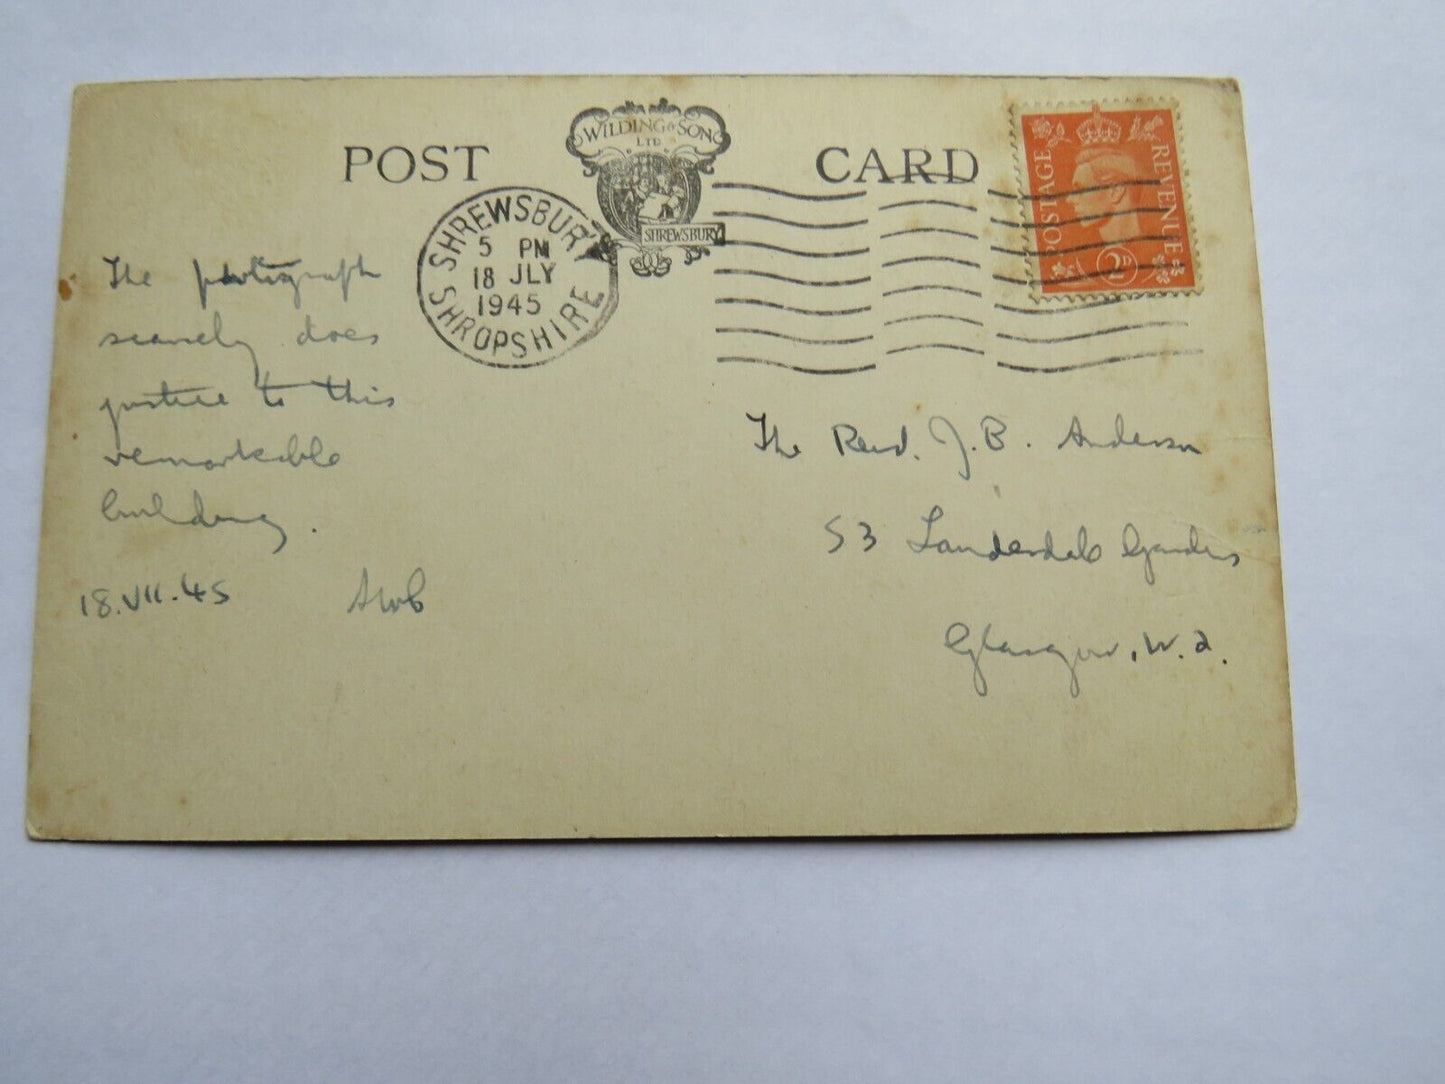 POST CARD
WILDING & SON
LTD
SHREWSBURY
SHREWSBURY
5 PM
18 JLY
1945
SHROPSHIRE
POSTAGE
REVENUE
2D
The photograph
scarcely does
justice to this
remarkable
building.
18.VII.45
The Revd. J. B. Anderson
53 Lauderdale Gardens
Glasgow, W.2.